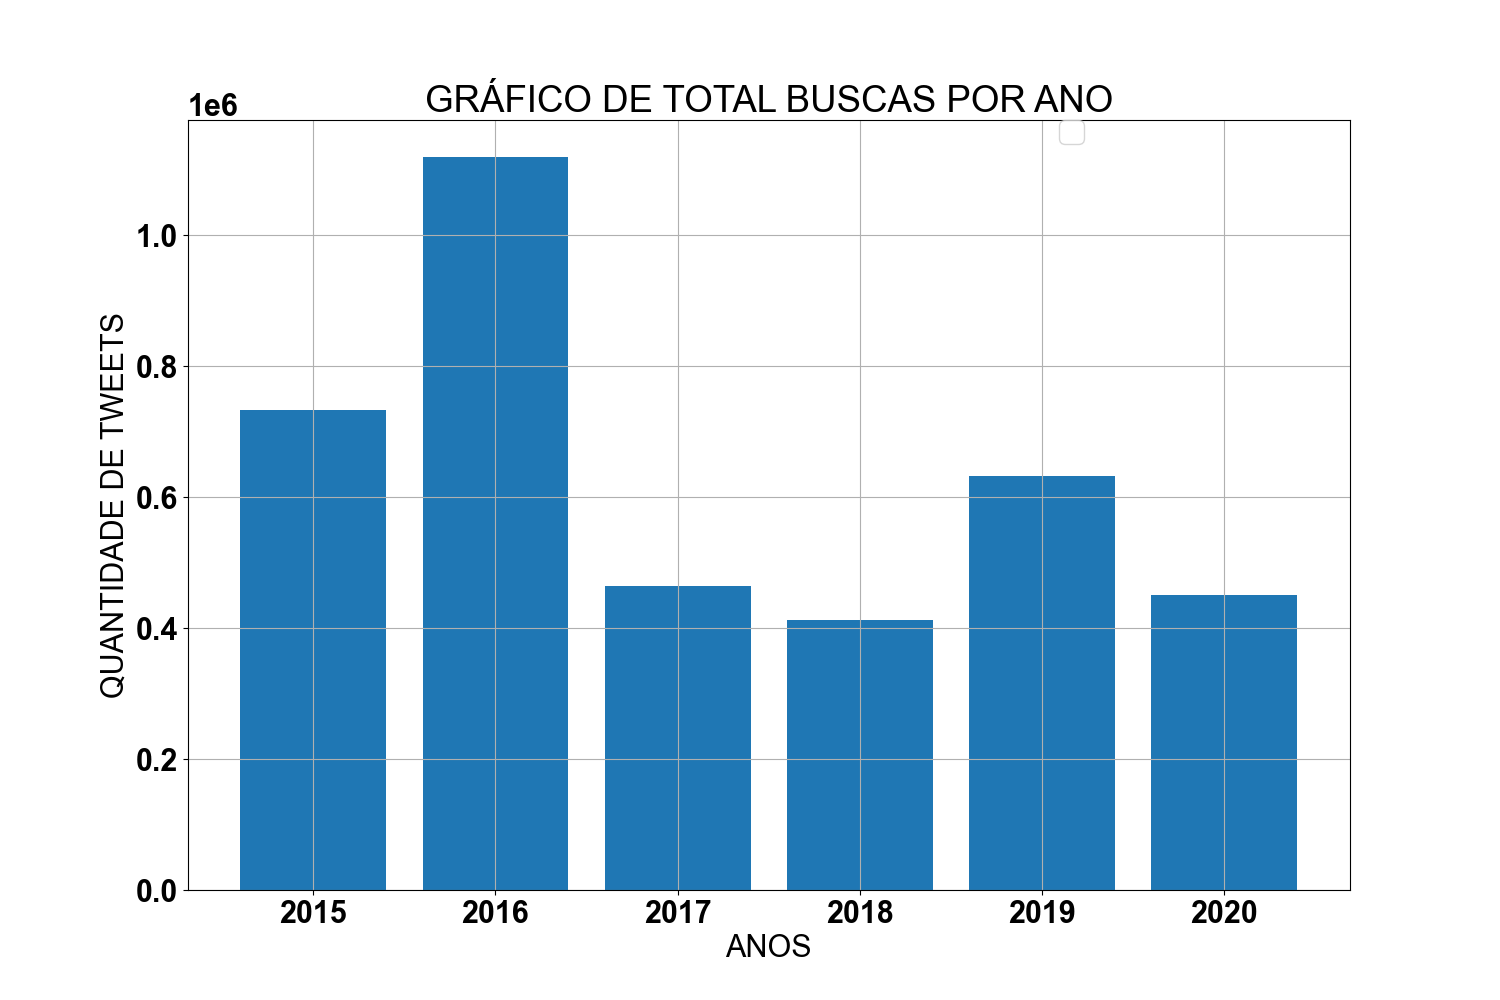 GRÁFICO DE TOTAL BUSCAS POR ANO
1e6
1.0
0.8
0.6
0.4
0.2
0.0
QUANTIDADE DE TWEETS
2015 2016 2017 2018 2019 2020
ANOS